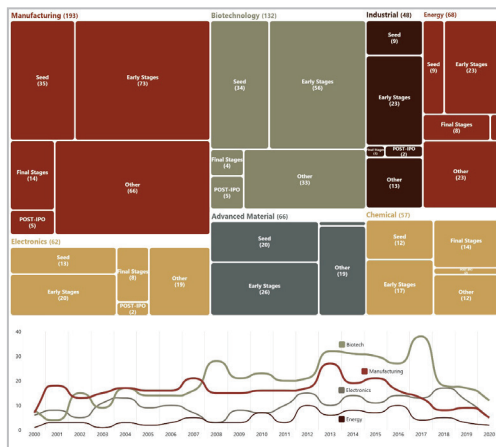 Manufacturing (193)
Seed
(35)
Early Stages
(73)
Final Stages
(14)
POST-IPO
(5)
Other
(66)
Biotechnology (132)
Seed
(34)
Early Stages
(56)
Final Stages
(4)
POST-IPO
(5)
Other
(33)
Industrial (48)
Seed
(9)
Early Stages
(23)
POST-IPO
(2)
Other
(13)
Energy (68)
Seed
(9)
Early Stages
(23)
Final Stages
(8)
Other
(23)
Electronics (62)
Seed
(13)
Early Stages
(20)
Final Stages
(8)
POST-IPO
(2)
Other
(19)
Advanced Material (66)
Seed
(20)
Early Stages
(26)
Other
(19)
Chemical (57)
Seed
(12)
Early Stages
(17)
Final Stages
(14)
Other
(12)
40
30
20
10
0
Biotech
Manufacturing
Electronics
Energy
2000 2001 2002 2003 2004 2005 2006 2007 2008 2009 2010 2011 2012 2013 2014 2015 2016 2017 2018 2019